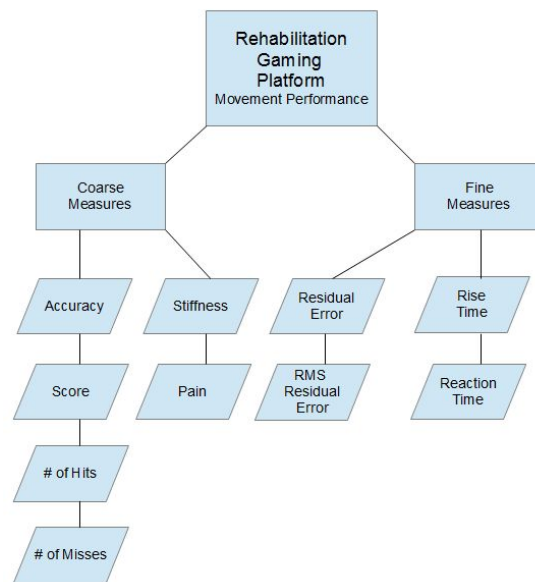 Rehabilitation
Gaming
Platform
Movement Performance
Coarse
Measures
Fine
Measures
Accuracy
Stiffness
Residual
Error
Rise
Time
Score
Pain
RMS
Residual
Error
Reaction
Time
# of Hits
# of Misses